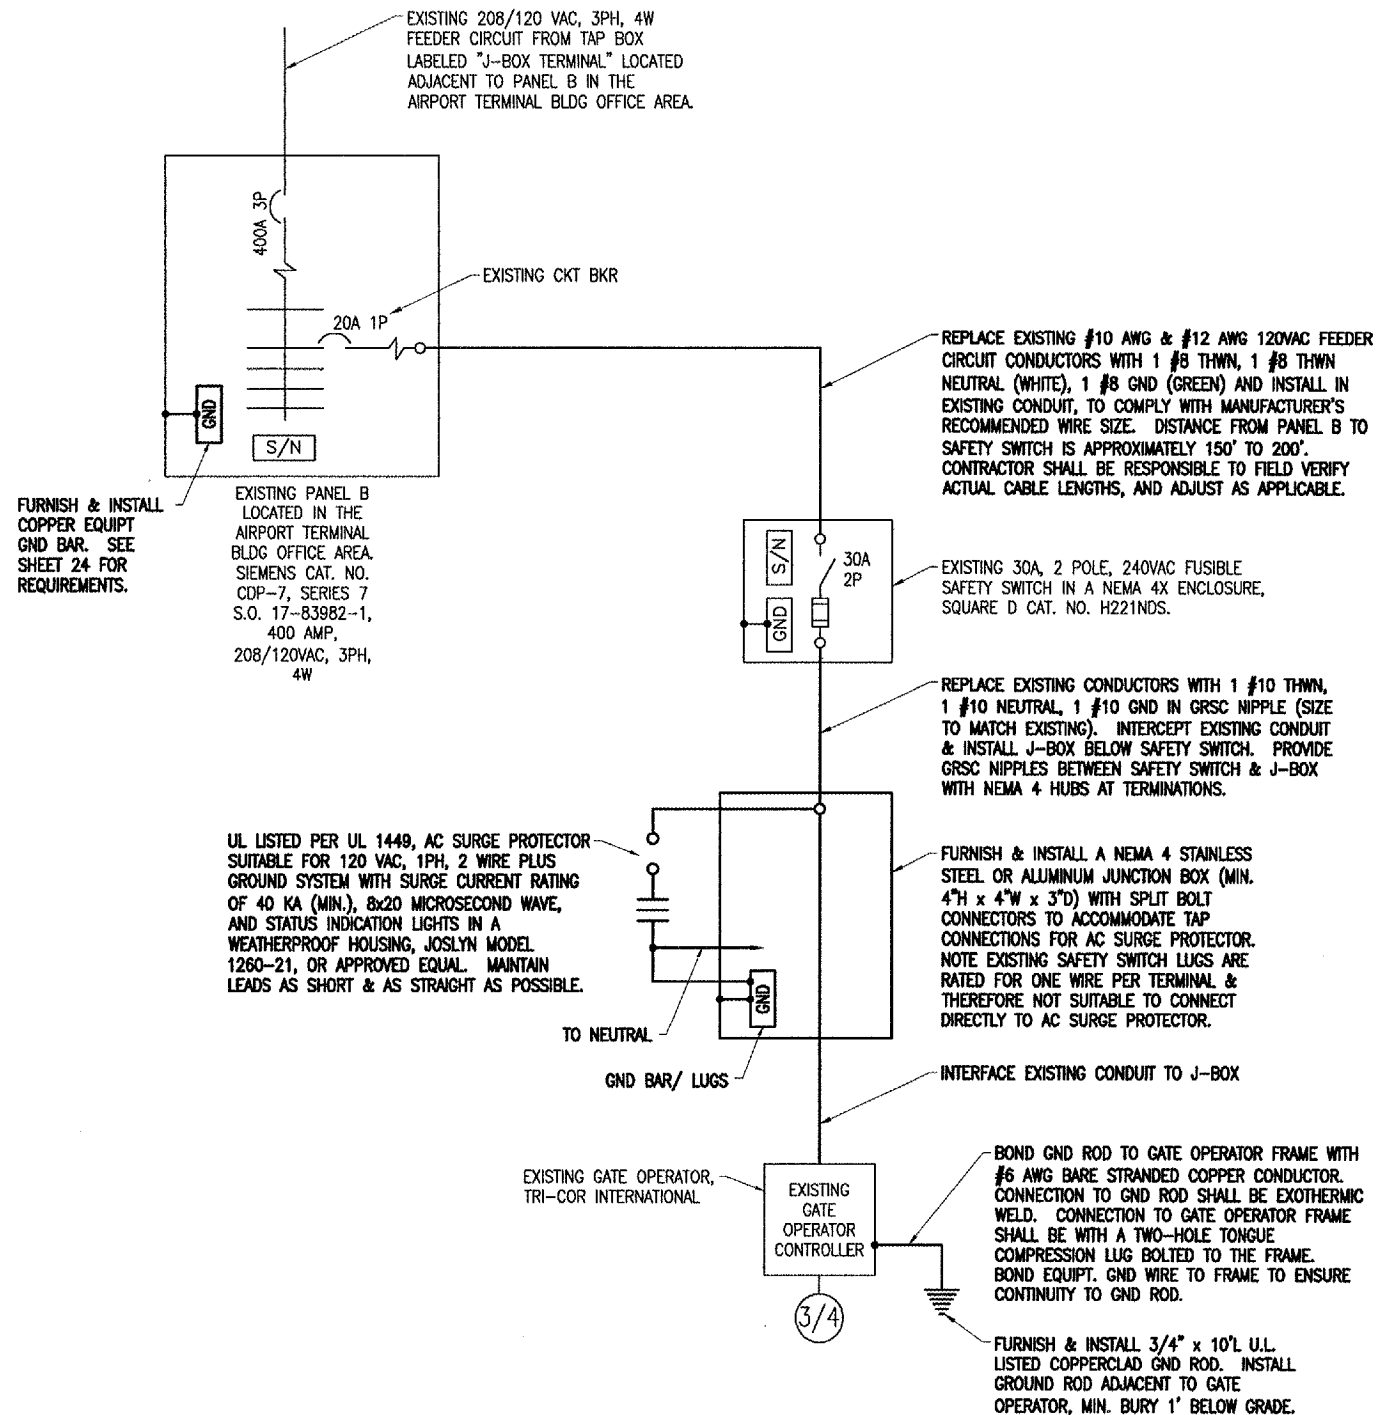 EXISTING 208/120 VAC, 3PH, 4W
FEEDER CIRCUIT FROM TAP BOX
LABELED "J-BOX TERMINAL" LOCATED
ADJACENT TO PANEL B IN THE
AIRPORT TERMINAL BLDG OFFICE AREA.
400A 3P
EXISTING CKT BKR
20A 1P
GND
S/N
FURNISH & INSTALL
COPPER EQUIPT
GND BAR. SEE
SHEET 24 FOR
REQUIREMENTS.
EXISTING PANEL B
LOCATED IN THE
AIRPORT TERMINAL
BLDG OFFICE AREA.
SIEMENS CAT. NO.
CDP-7, SERIES 7
S.O. 17-83982-1,
400 AMP,
208/120VAC, 3PH,
4W
REPLACE EXISTING #10 AWG & #12 AWG 120VAC FEEDER
CIRCUIT CONDUCTORS WITH 1 #8 THWN, 1 #8 THWN
NEUTRAL (WHITE), 1 #8 GND (GREEN) AND INSTALL IN
EXISTING CONDUIT, TO COMPLY WITH MANUFACTURER'S
RECOMMENDED WIRE SIZE. DISTANCE FROM PANEL B TO
SAFETY SWITCH IS APPROXIMATELY 150' TO 200'.
CONTRACTOR SHALL BE RESPONSIBLE TO FIELD VERIFY
ACTUAL CABLE LENGTHS, AND ADJUST AS APPLICABLE.
S/N
GND
30A
2P
EXISTING 30A, 2 POLE, 240VAC FUSIBLE
SAFETY SWITCH IN A NEMA 4X ENCLOSURE,
SQUARE D CAT. NO. H221NDS.
REPLACE EXISTING CONDUCTORS WITH 1 #10 THWN,
1 #10 NEUTRAL, 1 #10 GND IN GRSC NIPPLE (SIZE
TO MATCH EXISTING). INTERCEPT EXISTING CONDUIT
& INSTALL J-BOX BELOW SAFETY SWITCH. PROVIDE
GRSC NIPPLES BETWEEN SAFETY SWITCH & J-BOX
WITH NEMA 4 HUBS AT TERMINATIONS.
UL LISTED PER UL 1449, AC SURGE PROTECTOR
SUITABLE FOR 120 VAC, 1PH, 2 WIRE PLUS
GROUND SYSTEM WITH SURGE CURRENT RATING
OF 40 KA (MIN.), 8x20 MICROSECOND WAVE,
AND STATUS INDICATION LIGHTS IN A
WEATHERPROOF HOUSING, JOSLYN MODEL
1260-21, OR APPROVED EQUAL. MAINTAIN
LEADS AS SHORT & AS STRAIGHT AS POSSIBLE.
FURNISH & INSTALL A NEMA 4 STAINLESS
STEEL OR ALUMINUM JUNCTION BOX (MIN.
4"H x 4"W x 3"D) WITH SPLIT BOLT
CONNECTORS TO ACCOMMODATE TAP
CONNECTIONS FOR AC SURGE PROTECTOR.
NOTE EXISTING SAFETY SWITCH LUGS ARE
RATED FOR ONE WIRE PER TERMINAL &
THEREFORE NOT SUITABLE TO CONNECT
DIRECTLY TO AC SURGE PROTECTOR.
GND
TO NEUTRAL
GND BAR/ LUGS
INTERFACE EXISTING CONDUIT TO J-BOX
EXISTING GATE OPERATOR,
TRI-COR INTERNATIONAL
EXISTING
GATE
OPERATOR
CONTROLLER
3/4
BOND GND ROD TO GATE OPERATOR FRAME WITH
#6 AWG BARE STRANDED COPPER CONDUCTOR.
CONNECTION TO GND ROD SHALL BE EXOTHERMIC
WELD. CONNECTION TO GATE OPERATOR FRAME
SHALL BE WITH A TWO-HOLE TONGUE
COMPRESSION LUG BOLTED TO THE FRAME.
BOND EQUIPT. GND WIRE TO FRAME TO ENSURE
CONTINUITY TO GND ROD.
FURNISH & INSTALL 3/4" x 10'L U.L.
LISTED COPPERCLAD GND ROD. INSTALL
GROUND ROD ADJACENT TO GATE
OPERATOR, MIN. BURY 1' BELOW GRADE.